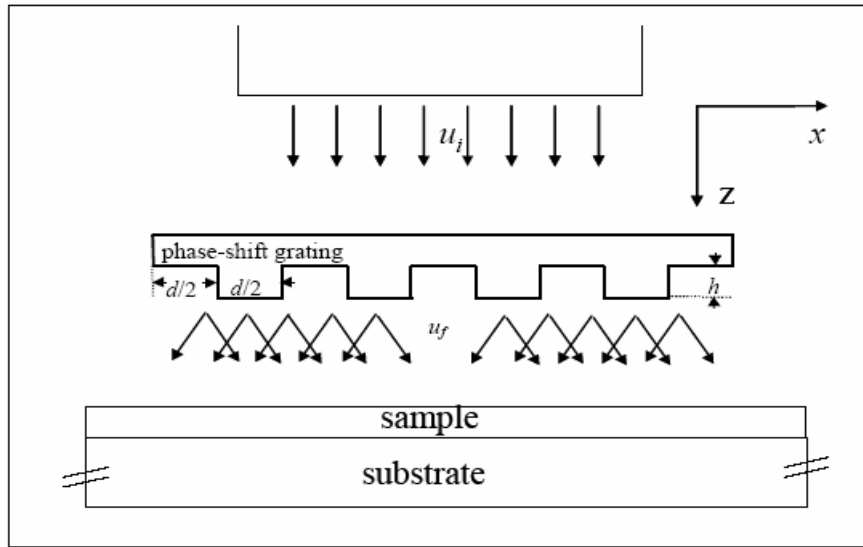 u_i
x
z
phase-shift grating
d/2
d/2
h
u_f
sample
substrate